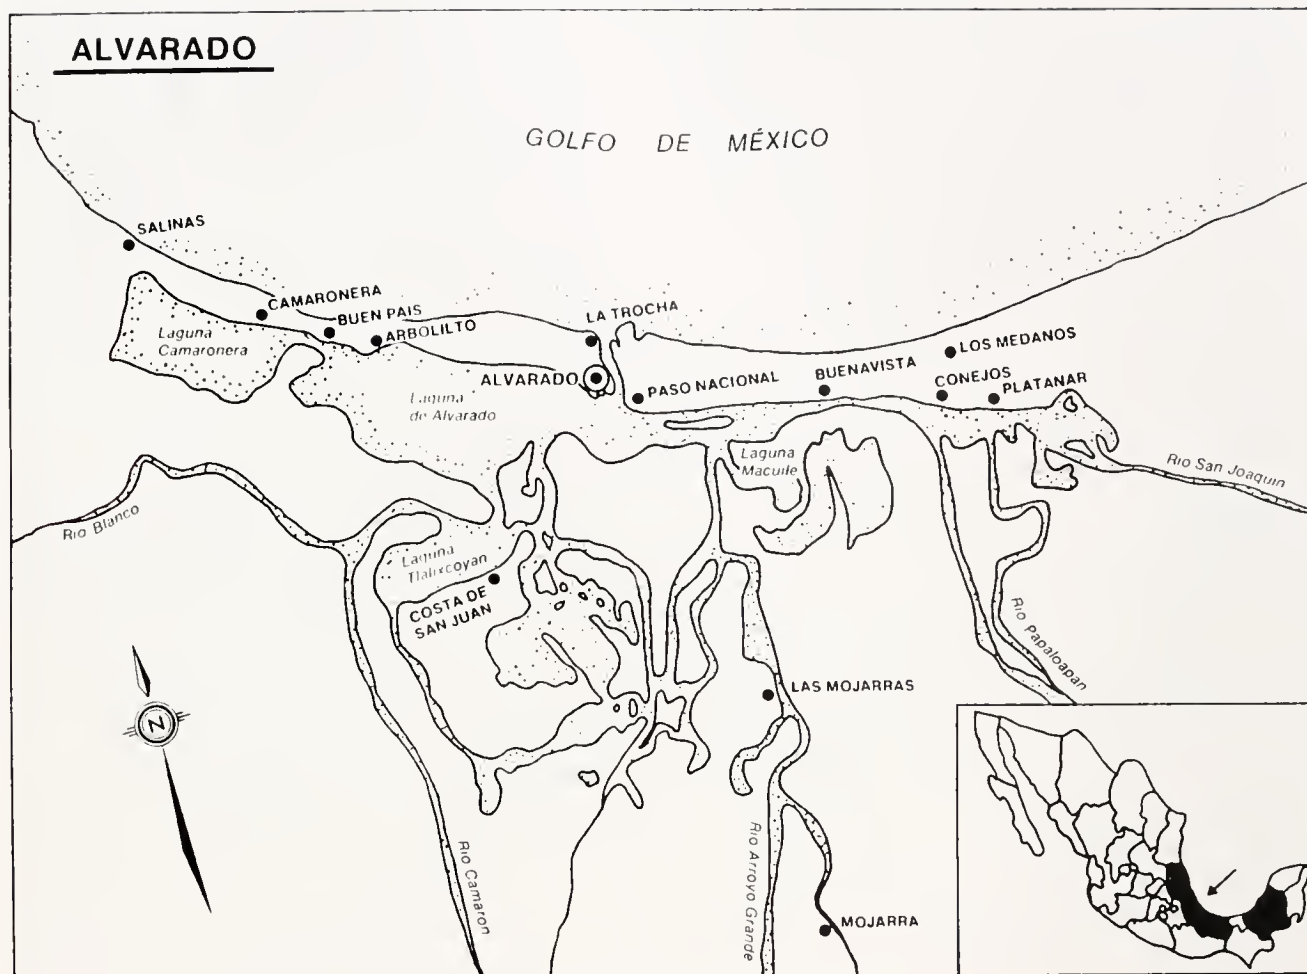 ALVARADO
GOLFO DE MÉXICO
SALINAS
CAMARONERA
BUEN PAIS
ARBOLILTO
LA TROCHA
Laguna
Camaronera
ALVARADO
PASO NACIONAL
BUENAVISTA
LOS MEDANOS
CONEJOS
PLATANAR
Laguna
de Alvarado
Laguna
Macuile
Rio San Joaquin
Rio Blanco
Laguna
Tlalixcoyan
COSTA DE
SAN JUAN
Rio Papaloapan
LAS MOJARRAS
N
Rio Camaron
Rio Arroyo Grande
MOJARRA